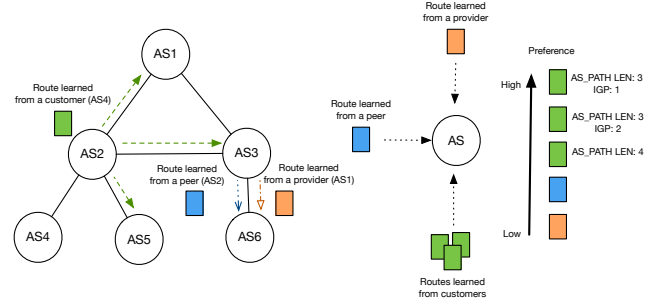 AS1
Route learned
from a customer (AS4)
AS2
AS3
Route learned
from a peer (AS2)
Route learned
from a provider (AS1)
AS4
AS5
AS6
Route learned
from a provider
Route learned
from a peer
AS
Routes learned
from customers
Preference
High
AS_PATH LEN: 3
IGP: 1
AS_PATH LEN: 3
IGP: 2
AS_PATH LEN: 4
Low